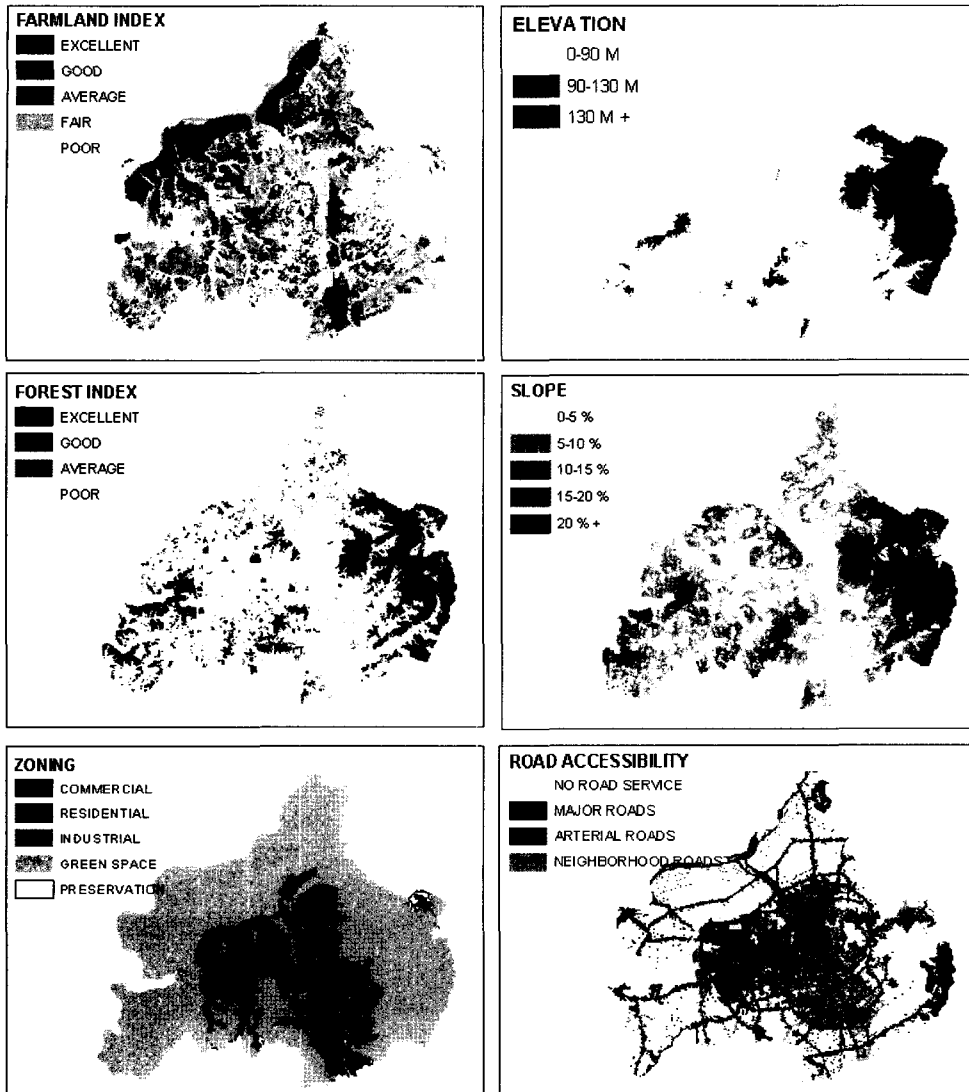 FARMLAND INDEX
EXCELLENT
GOOD
AVERAGE
FAIR
POOR
ELEVATION
0-90 M
90-130 M
130 M +
FOREST INDEX
EXCELLENT
GOOD
AVERAGE
POOR
SLOPE
0-5 %
5-10 %
10-15 %
15-20 %
20 % +
ZONING
COMMERCIAL
RESIDENTIAL
INDUSTRIAL
GREEN SPACE
PRESERVATION
ROAD ACCESSIBILITY
NO ROAD SERVICE
MAJOR ROADS
ARTERIAL ROADS
NEIGHBORHOOD ROADS